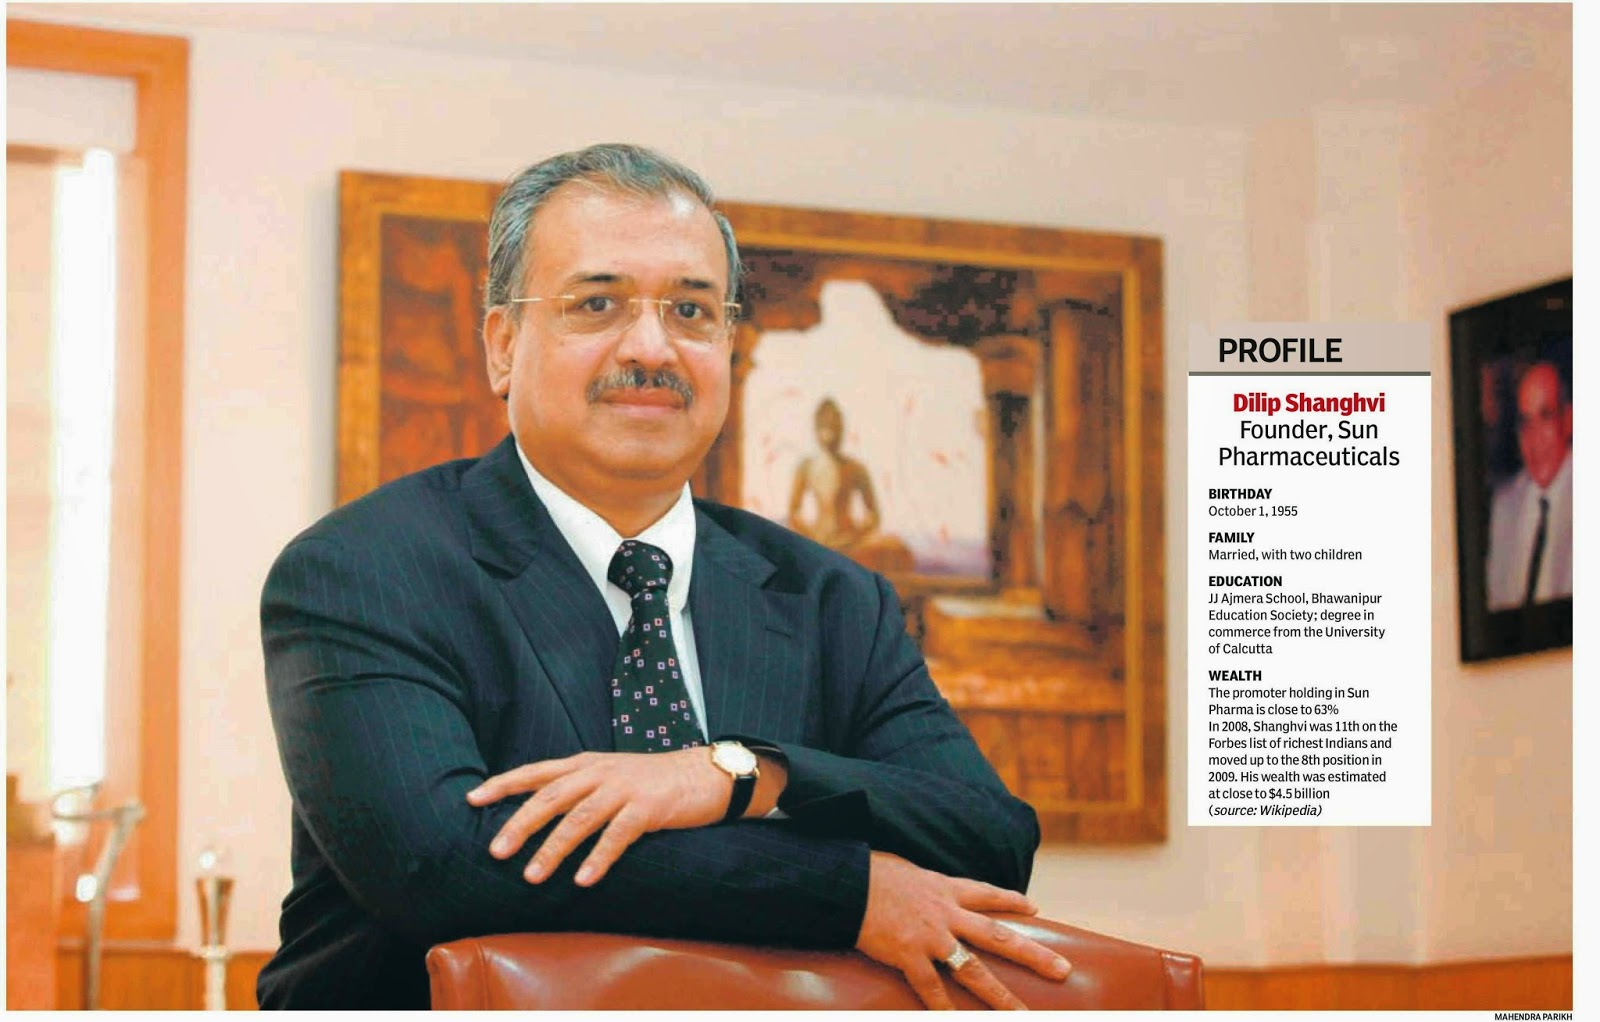 PROFILE
Dilip Shanghvi
Founder, Sun
Pharmaceuticals
BIRTHDAY
October 1, 1955
FAMILY
Married, with two children
EDUCATION
JJ Ajmera School, Bhawanipur
Education Society; degree in
commerce from the University
of Calcutta
WEALTH
The promoter holding in Sun
Pharma is close to 63%
In 2008, Shanghvi was 11th on the
Forbes list of richest Indians and
moved up to the 8th position in
2009. His wealth was estimated
at close to $4.5 billion
(source: Wikipedia)
MAHENDRA PARIKH